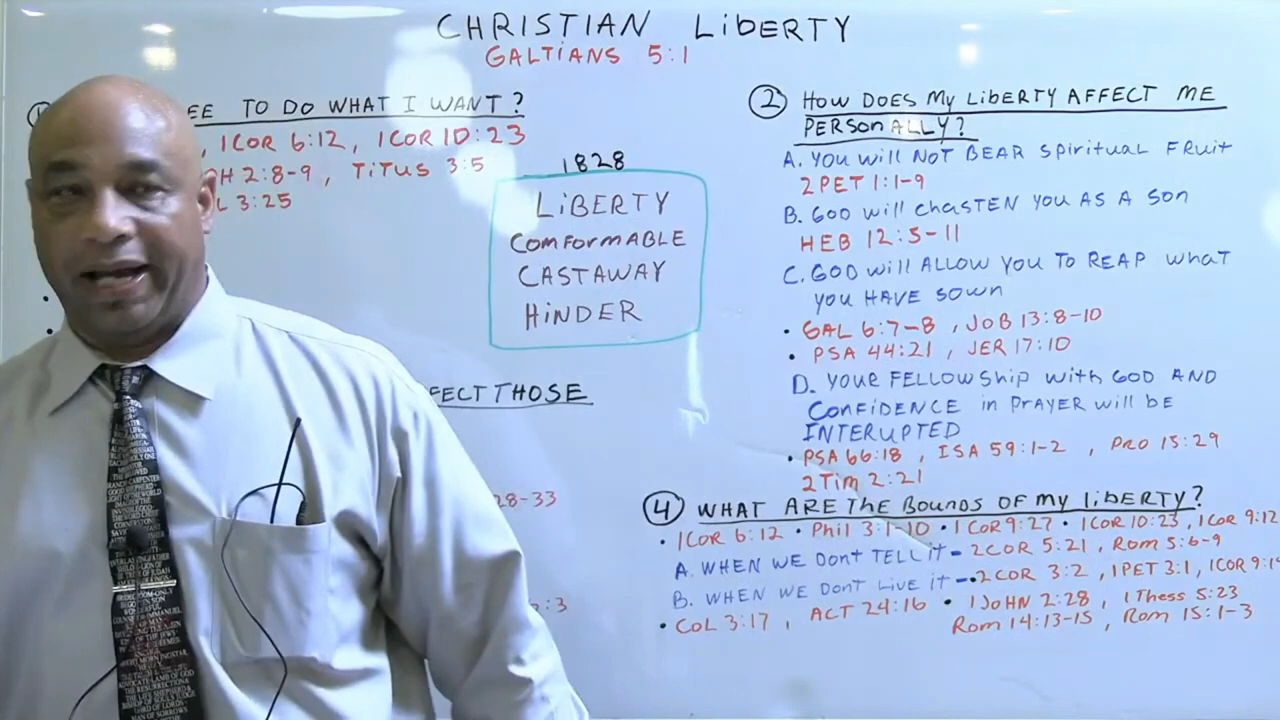 CHRISTIAN LIBERTY
GALTIANS 5:1
TO DO WHAT I WANT?
, 1COR 6:12, 1COR 10:23
2:8-9, TITUS 3:5
3:25
1828
LIBERTY
COMFORMABLE
CASTAWAY
HINDER
THOSE
28-33
:3
② HOW DOES MY LIBERTY AFFECT ME
PERSONALLY?
A. YOU WILL NOT BEAR SPIRITUAL FRUIT
2PET 1:1-9
B. GOD WILL CHASTEN YOU AS A SON
HEB 12:5-11
C. GOD WILL ALLOW YOU TO REAP WHAT
YOU HAVE SOWN
• GAL 6:7-8, JOB 13:8-10
• PSA 44:21, JER 17:10
D. YOUR FELLOWSHIP WITH GOD AND
CONFIDENCE IN PRAYER WILL BE
INTERUPTED
• PSA 66:18, ISA 59:1-2, PRO 15:29
2TIM 2:21
④ WHAT ARE THE BOUNDS OF MY LIBERTY?
• 1COR 6:12 • PHIL 3:1-10 • 1COR 9:27 • 1COR 10:23, 1COR 9:12
A. WHEN WE DONT TELL IT - 2COR 5:21, ROM 5:6-9
B. WHEN WE DONT LIVE IT - • 2COR 3:2, 1PET 3:1, 1COR
• COL 3:17, ACT 24:16 • 1JOHN 2:28, 1THESS 5:23
ROM 14:13-15, ROM 15:1-3